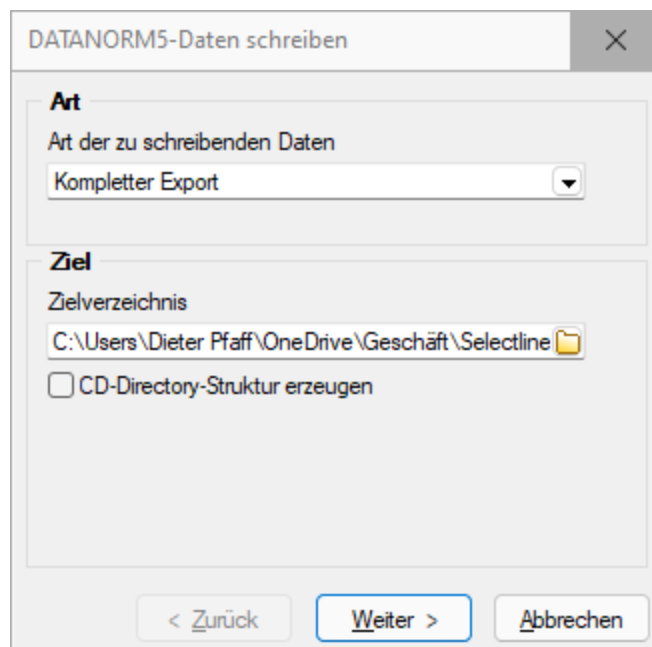 DATANORM5-Daten schreiben
Art
Art der zu schreibenden Daten
Kompletter Export
Ziel
Zielverzeichnis
C:\Users\Dieter Pfaff\OneDrive\Geschäft\Selectline
CD-Directory-Struktur erzeugen
< Zurück Weiter > Abbrechen